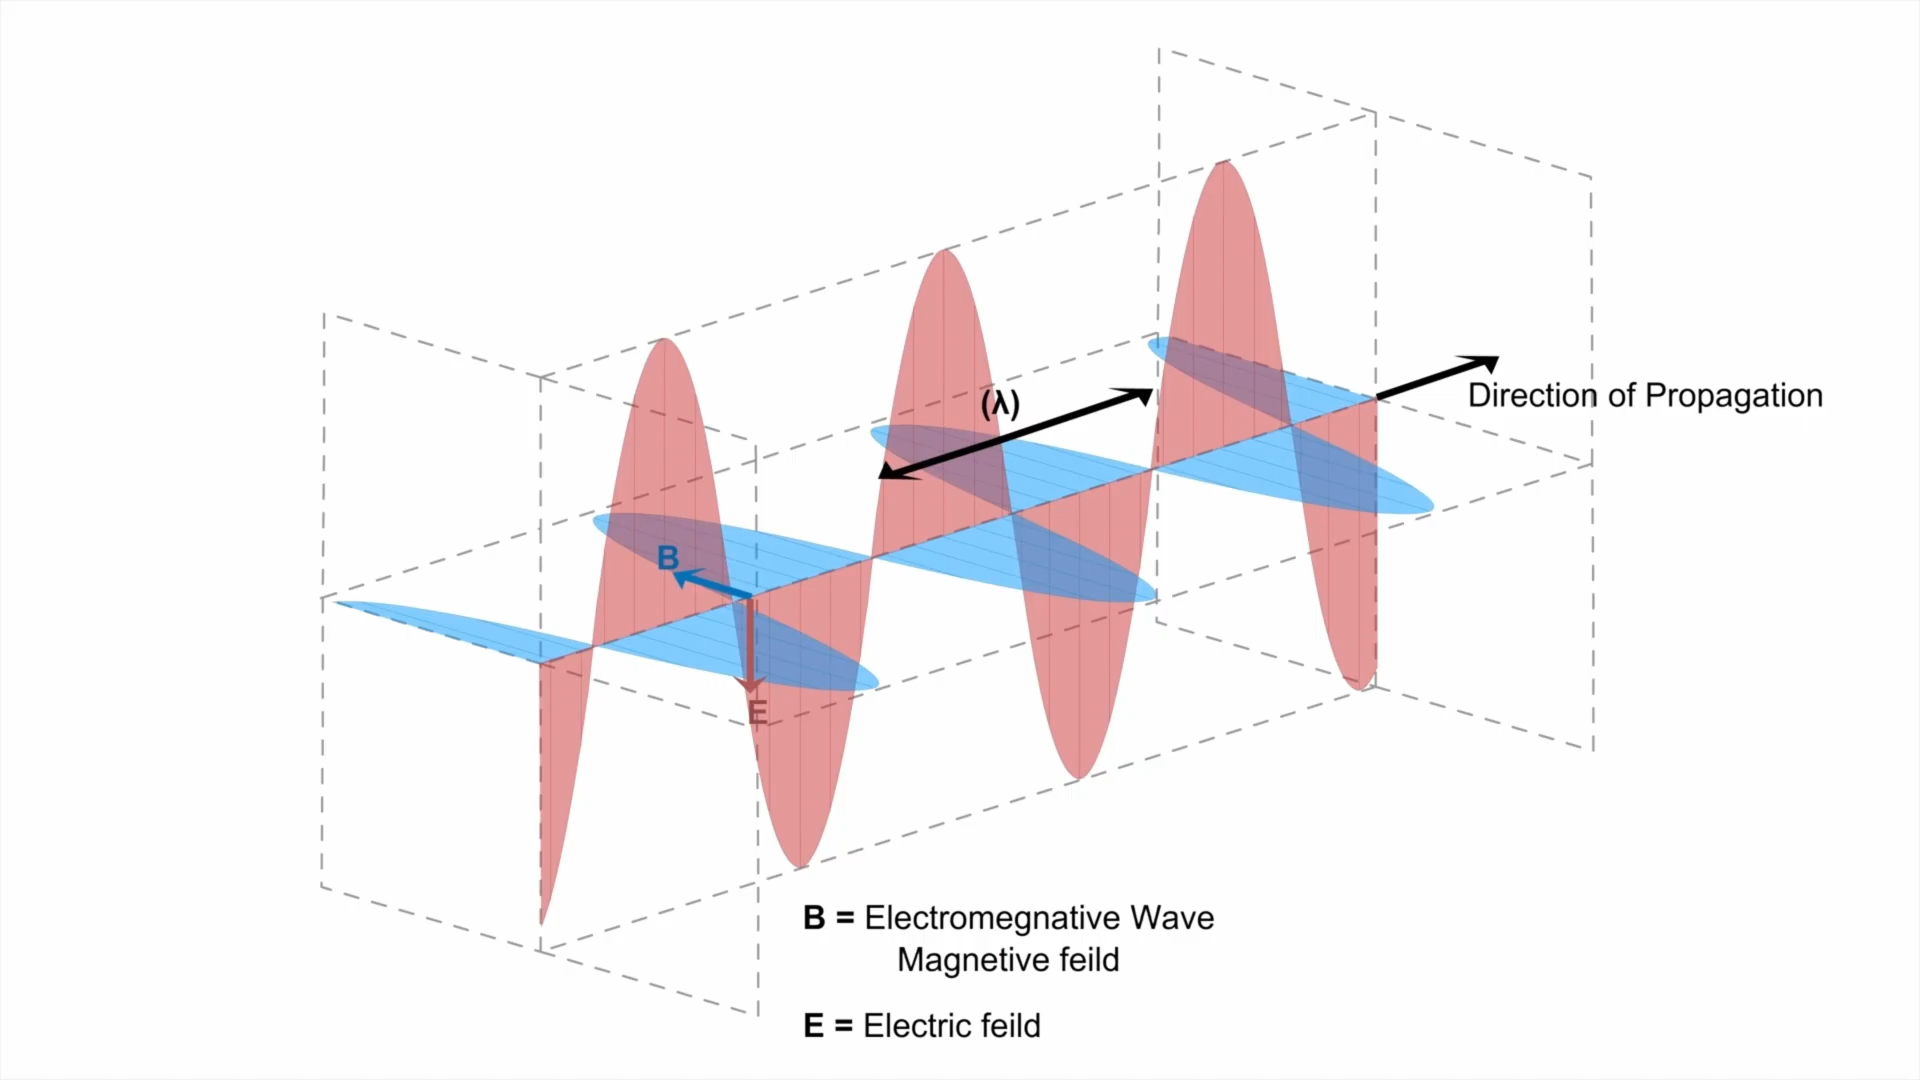 (λ)
Direction of Propagation
B
E
B = Electromegnative Wave
Magnetive feild
E = Electric feild